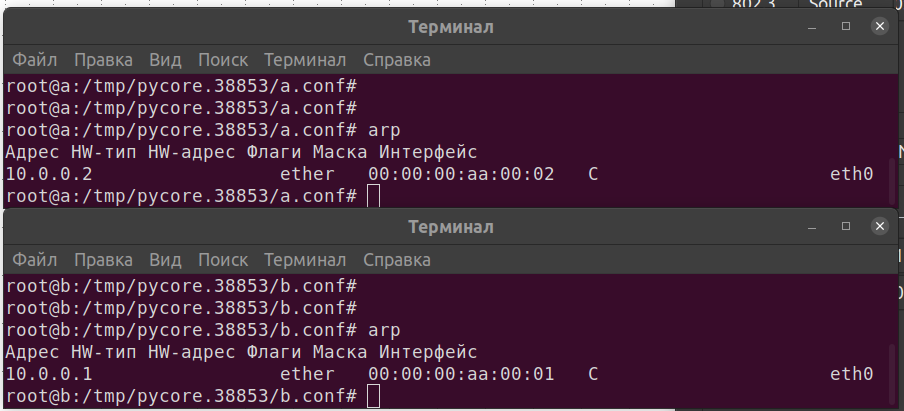 802.3 Source
Терминал
Файл Правка Вид Поиск Терминал Справка
root@a:/tmp/pycore.38853/a.conf#
root@a:/tmp/pycore.38853/a.conf#
root@a:/tmp/pycore.38853/a.conf# arp
Адрес HW-тип HW-адрес Флаги Маска Интерфейс
10.0.0.2 ether 00:00:00:aa:00:02 C eth0
root@a:/tmp/pycore.38853/a.conf#
Терминал
Файл Правка Вид Поиск Терминал Справка
root@b:/tmp/pycore.38853/b.conf#
root@b:/tmp/pycore.38853/b.conf#
root@b:/tmp/pycore.38853/b.conf# arp
Адрес HW-тип HW-адрес Флаги Маска Интерфейс
10.0.0.1 ether 00:00:00:aa:00:01 C eth0
root@b:/tmp/pycore.38853/b.conf#